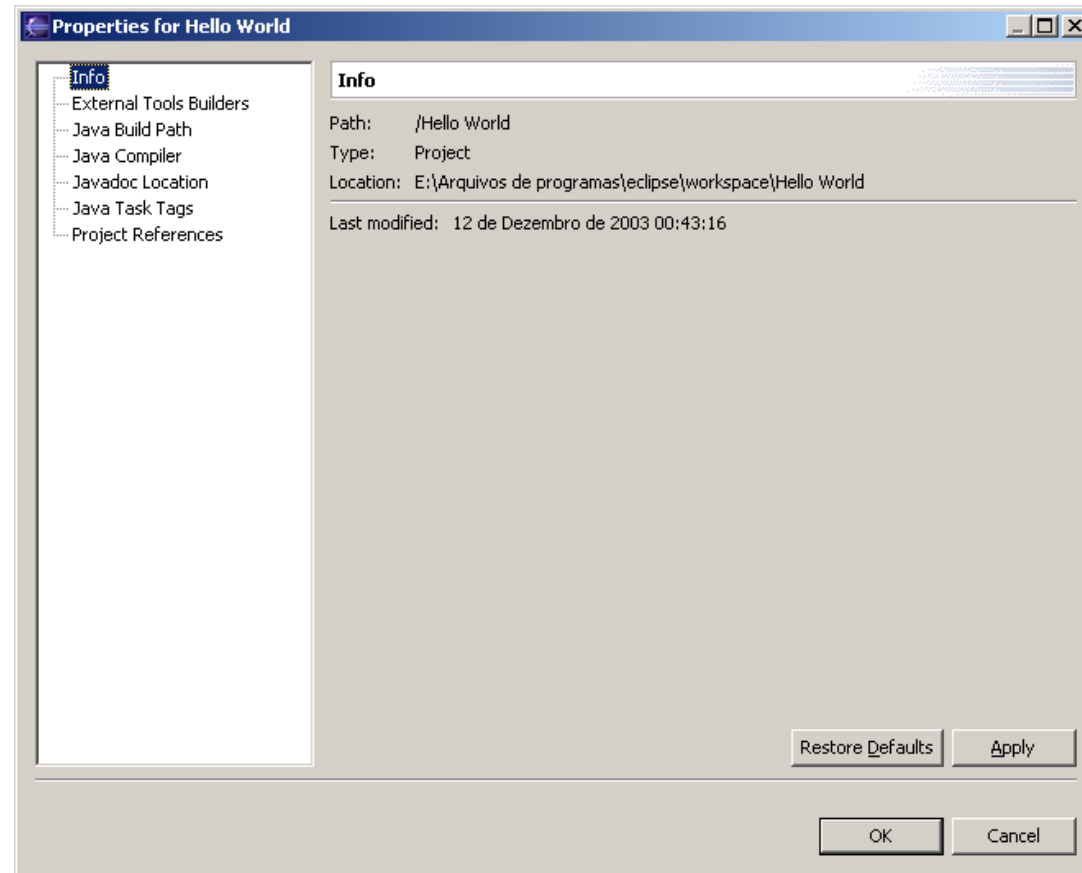 Properties for Hello World
Info
External Tools Builders
Java Build Path
Java Compiler
Javadoc Location
Java Task Tags
Project References
Info
Path: /Hello World
Type: Project
Location: E:\Arquivos de programas\eclipse\workspace\Hello World
Last modified: 12 de Dezembro de 2003 00:43:16
Restore Defaults Apply
OK Cancel